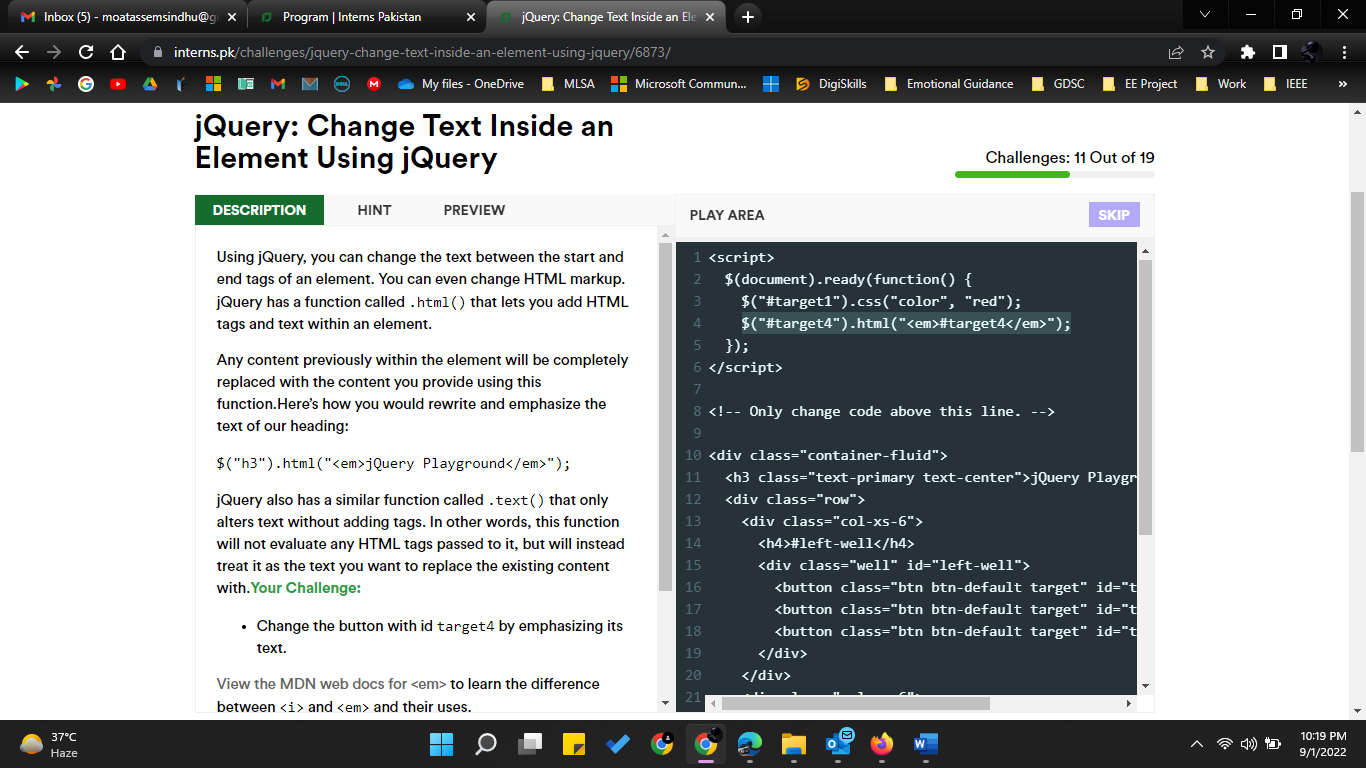 Inbox (5) - moatassemsindhu@g
Program | Interns Pakistan
jQuery: Change Text Inside an Ele
interns.pk/challenges/jquery-change-text-inside-an-element-using-jquery/6873/
My files - OneDrive
MLSA
Microsoft Commun...
DigiSkills
Emotional Guidance
GDSC
EE Project
Work
IEEE
»
jQuery: Change Text Inside an
Element Using jQuery
Challenges: 11 Out of 19
DESCRIPTION
HINT
PREVIEW
Using jQuery, you can change the text between the start and
end tags of an element. You can even change HTML markup.
jQuery has a function called .html() that lets you add HTML
tags and text within an element.
Any content previously within the element will be completely
replaced with the content you provide using this
function.Here's how you would rewrite and emphasize the
text of our heading:
$("h3").html("<em>jQuery Playground</em>");
jQuery also has a similar function called .text() that only
alters text without adding tags. In other words, this function
will not evaluate any HTML tags passed to it, but will instead
treat it as the text you want to replace the existing content
with.Your Challenge:
• Change the button with id target4 by emphasizing its
text.
View the MDN web docs for <em> to learn the difference
between <i> and <em> and their uses.
PLAY AREA
SKIP
1 <script>
2 $(document).ready(function() {
3 $("#target1").css("color", "red");
4 $("#target4").html("<em>#target4</em>");
5 });
6 </script>
7
8 <!-- Only change code above this line. -->
9
10 <div class="container-fluid">
11 <h3 class="text-primary text-center">jQuery Playgr
12 <div class="row">
13 <div class="col-xs-6">
14 <h4>#left-well</h4>
15 <div class="well" id="left-well">
16 <button class="btn btn-default target" id="t
17 <button class="btn btn-default target" id="t
18 <button class="btn btn-default target" id="t
19 </div>
20 </div>
21
37°C
Haze
10:19 PM
9/1/2022